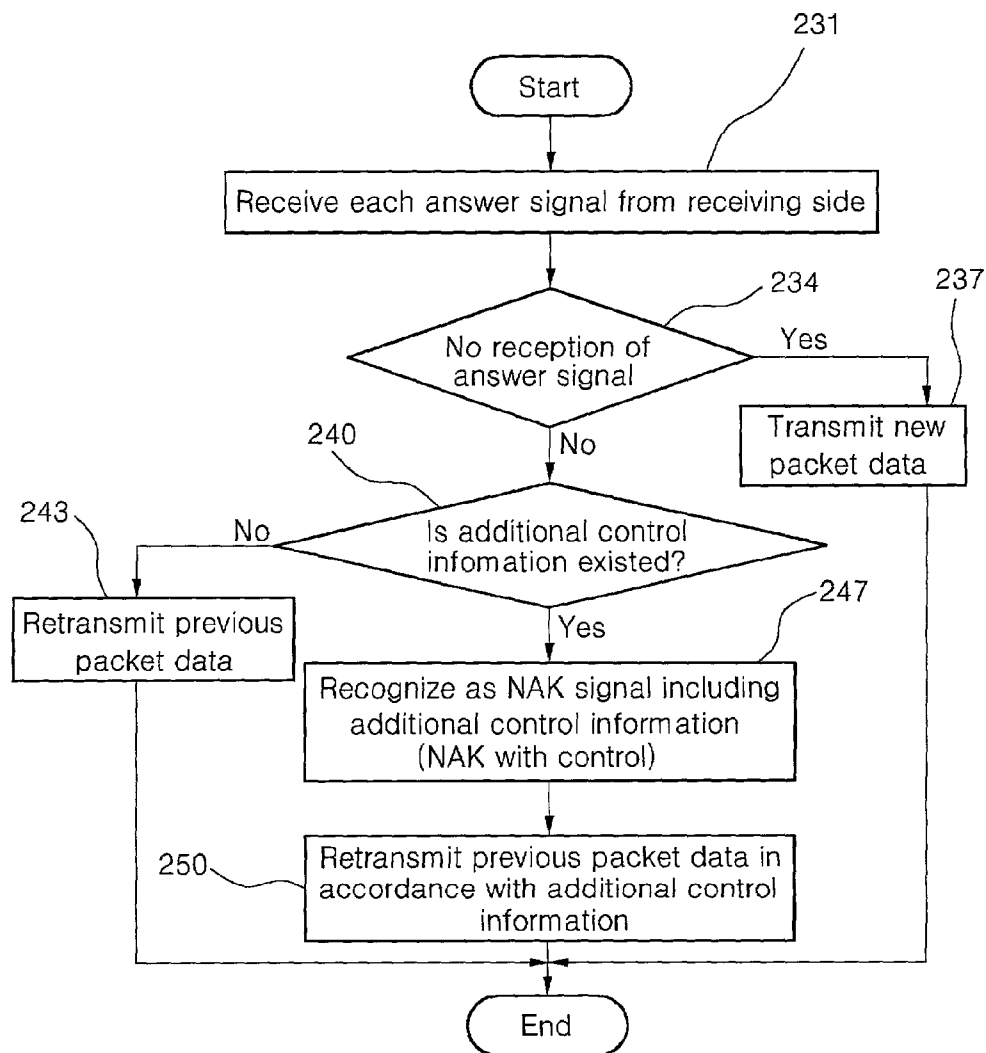 231
Start
Receive each answer signal from receiving side
234
237
No reception of
answer signal
Yes
Transmit new
packet data
240
No
243
No
Is additional control
infomation existed?
247
Retransmit previous
packet data
Yes
Recognize as NAK signal including
additional control information
(NAK with control)
250
Retransmit previous packet data in
accordance with additional control
information
End